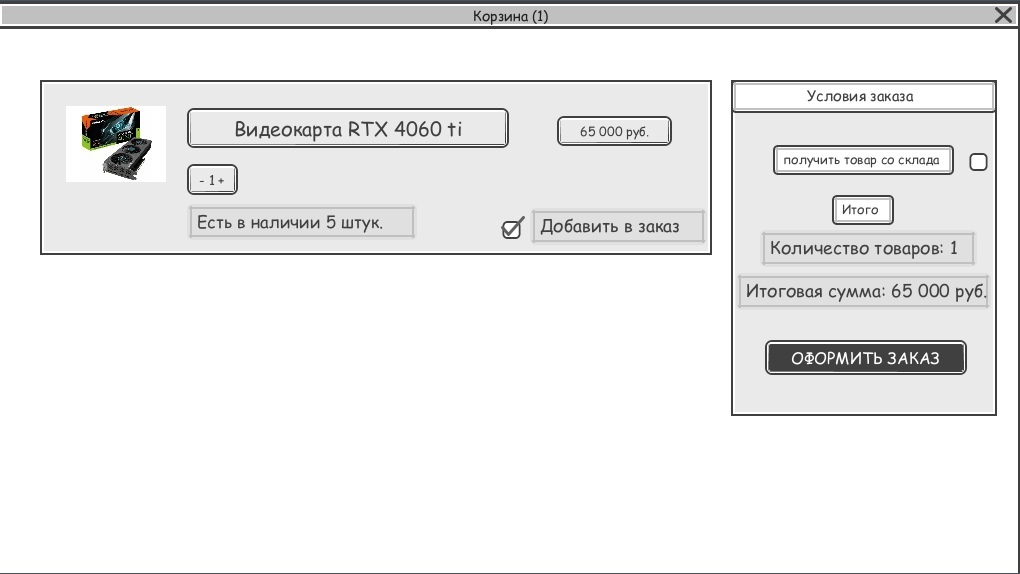 Корзина (1)
Видеокарта RTX 4060 ti
65 000 руб.
- 1 +
Есть в наличии 5 штук.
Добавить в заказ
Условия заказа
получить товар со склада
Итого
Количество товаров: 1
Итоговая сумма: 65 000 руб.
ОФОРМИТЬ ЗАКАЗ